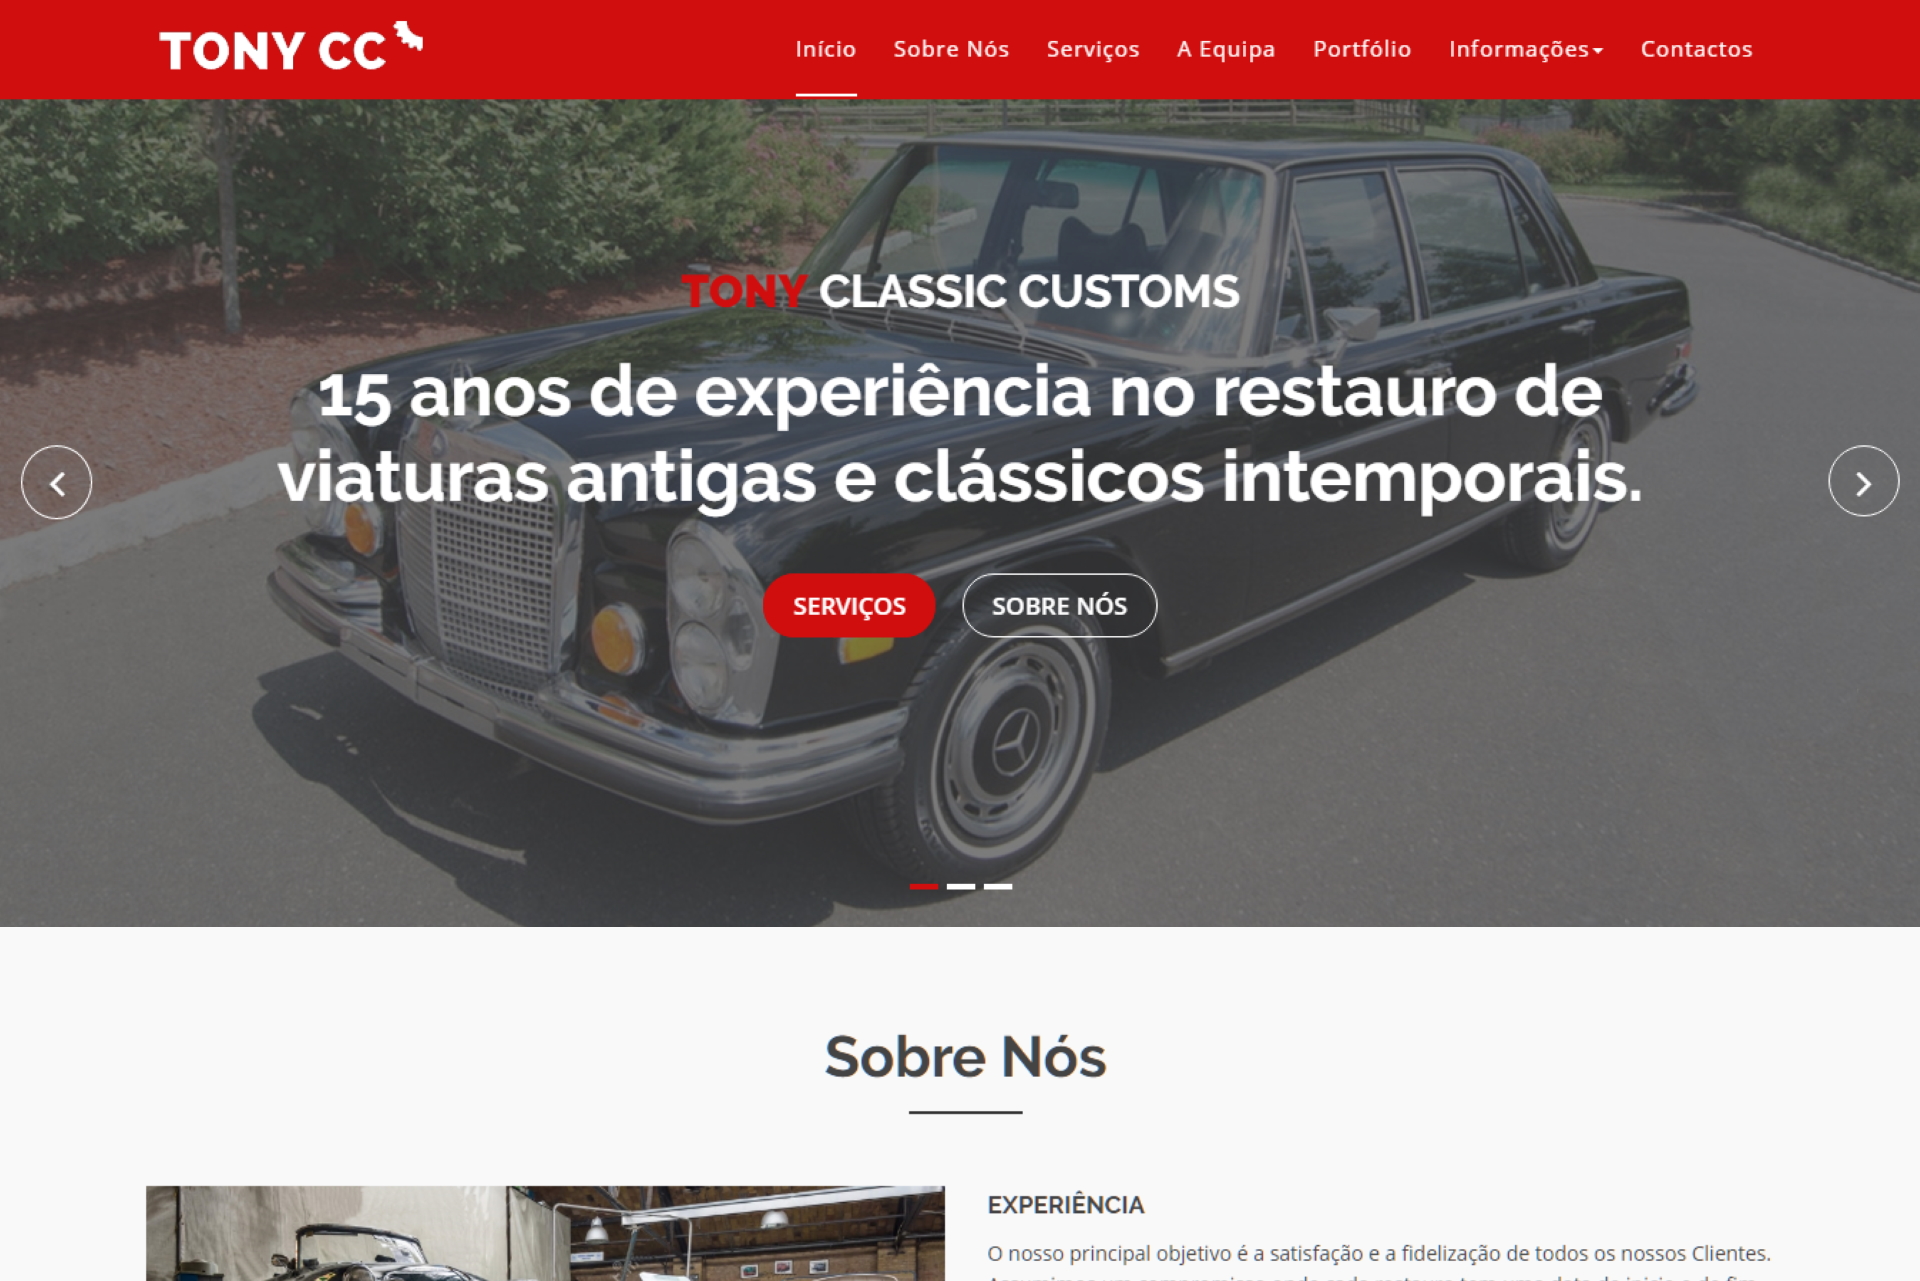 TONY CC
Início
Sobre Nós
Serviços
A Equipa
Portfólio
Informações
Contactos
TONY CLASSIC CUSTOMS
15 anos de experiência no restauro de
viaturas antigas e clássicos intemporais.
SERVIÇOS
SOBRE NÓS
Sobre Nós
EXPERIÊNCIA
O nosso principal objetivo é a satisfação e a fidelização de todos os nossos Clientes.